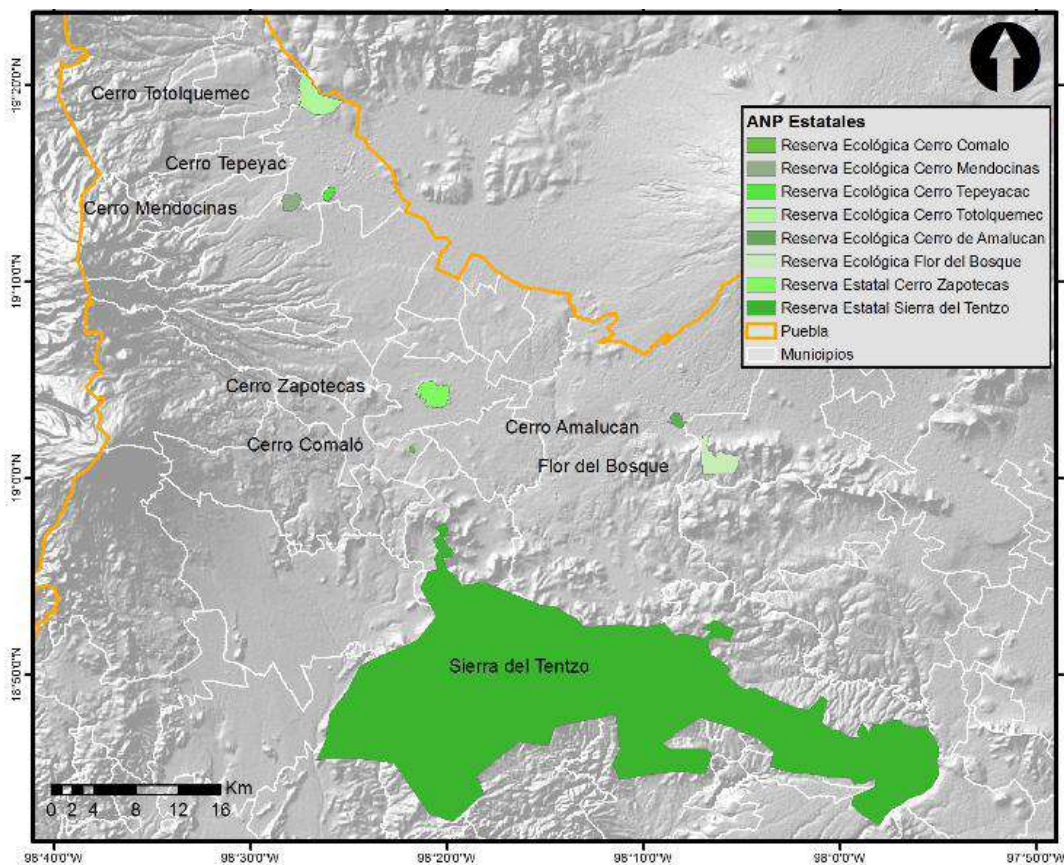 Cerro Totolquemec
Cerro Tepeyac
Cerro Mendocinas
Cerro Zapotecas
Cerro Comaló
Cerro Amalucan
Flor del Bosque
Sierra del Tentzo
ANP Estatales
Reserva Ecológica Cerro Comalo
Reserva Ecológica Cerro Mendocinas
Reserva Ecológica Cerro Tepeyacac
Reserva Ecológica Cerro Totolquemec
Reserva Ecológica Cerro de Amalucan
Reserva Ecológica Flor del Bosque
Reserva Estatal Cerro Zapotecas
Reserva Estatal Sierra del Tentzo
Puebla
Municipios
19°10'0"N
19°0'0"N
18°50'0"N
Km
0 2 4 8 12 16
98°40'0"W 98°30'0"W 98°20'0"W 98°10'0"W 98°0'0"W 97°50'0"W